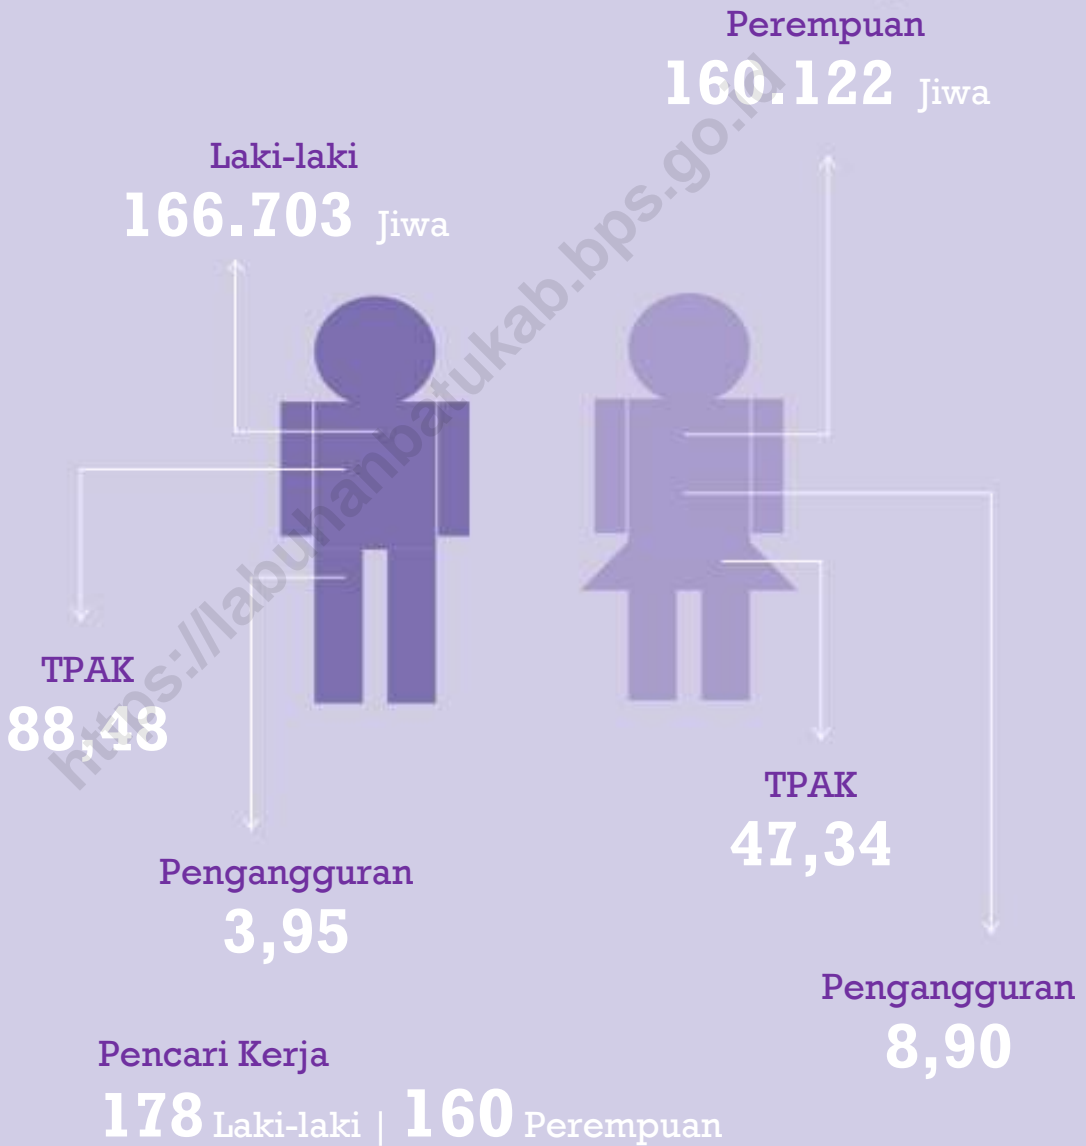 Perempuan
160.122 Jiwa
Laki-laki
166.703 Jiwa
TPAK
88,48
TPAK
47,34
Pengangguran
3,95
Pengangguran
8,90
Pencari Kerja
178 Laki-laki | 160 Perempuan
https://labuhanbatukab.bps.go.id